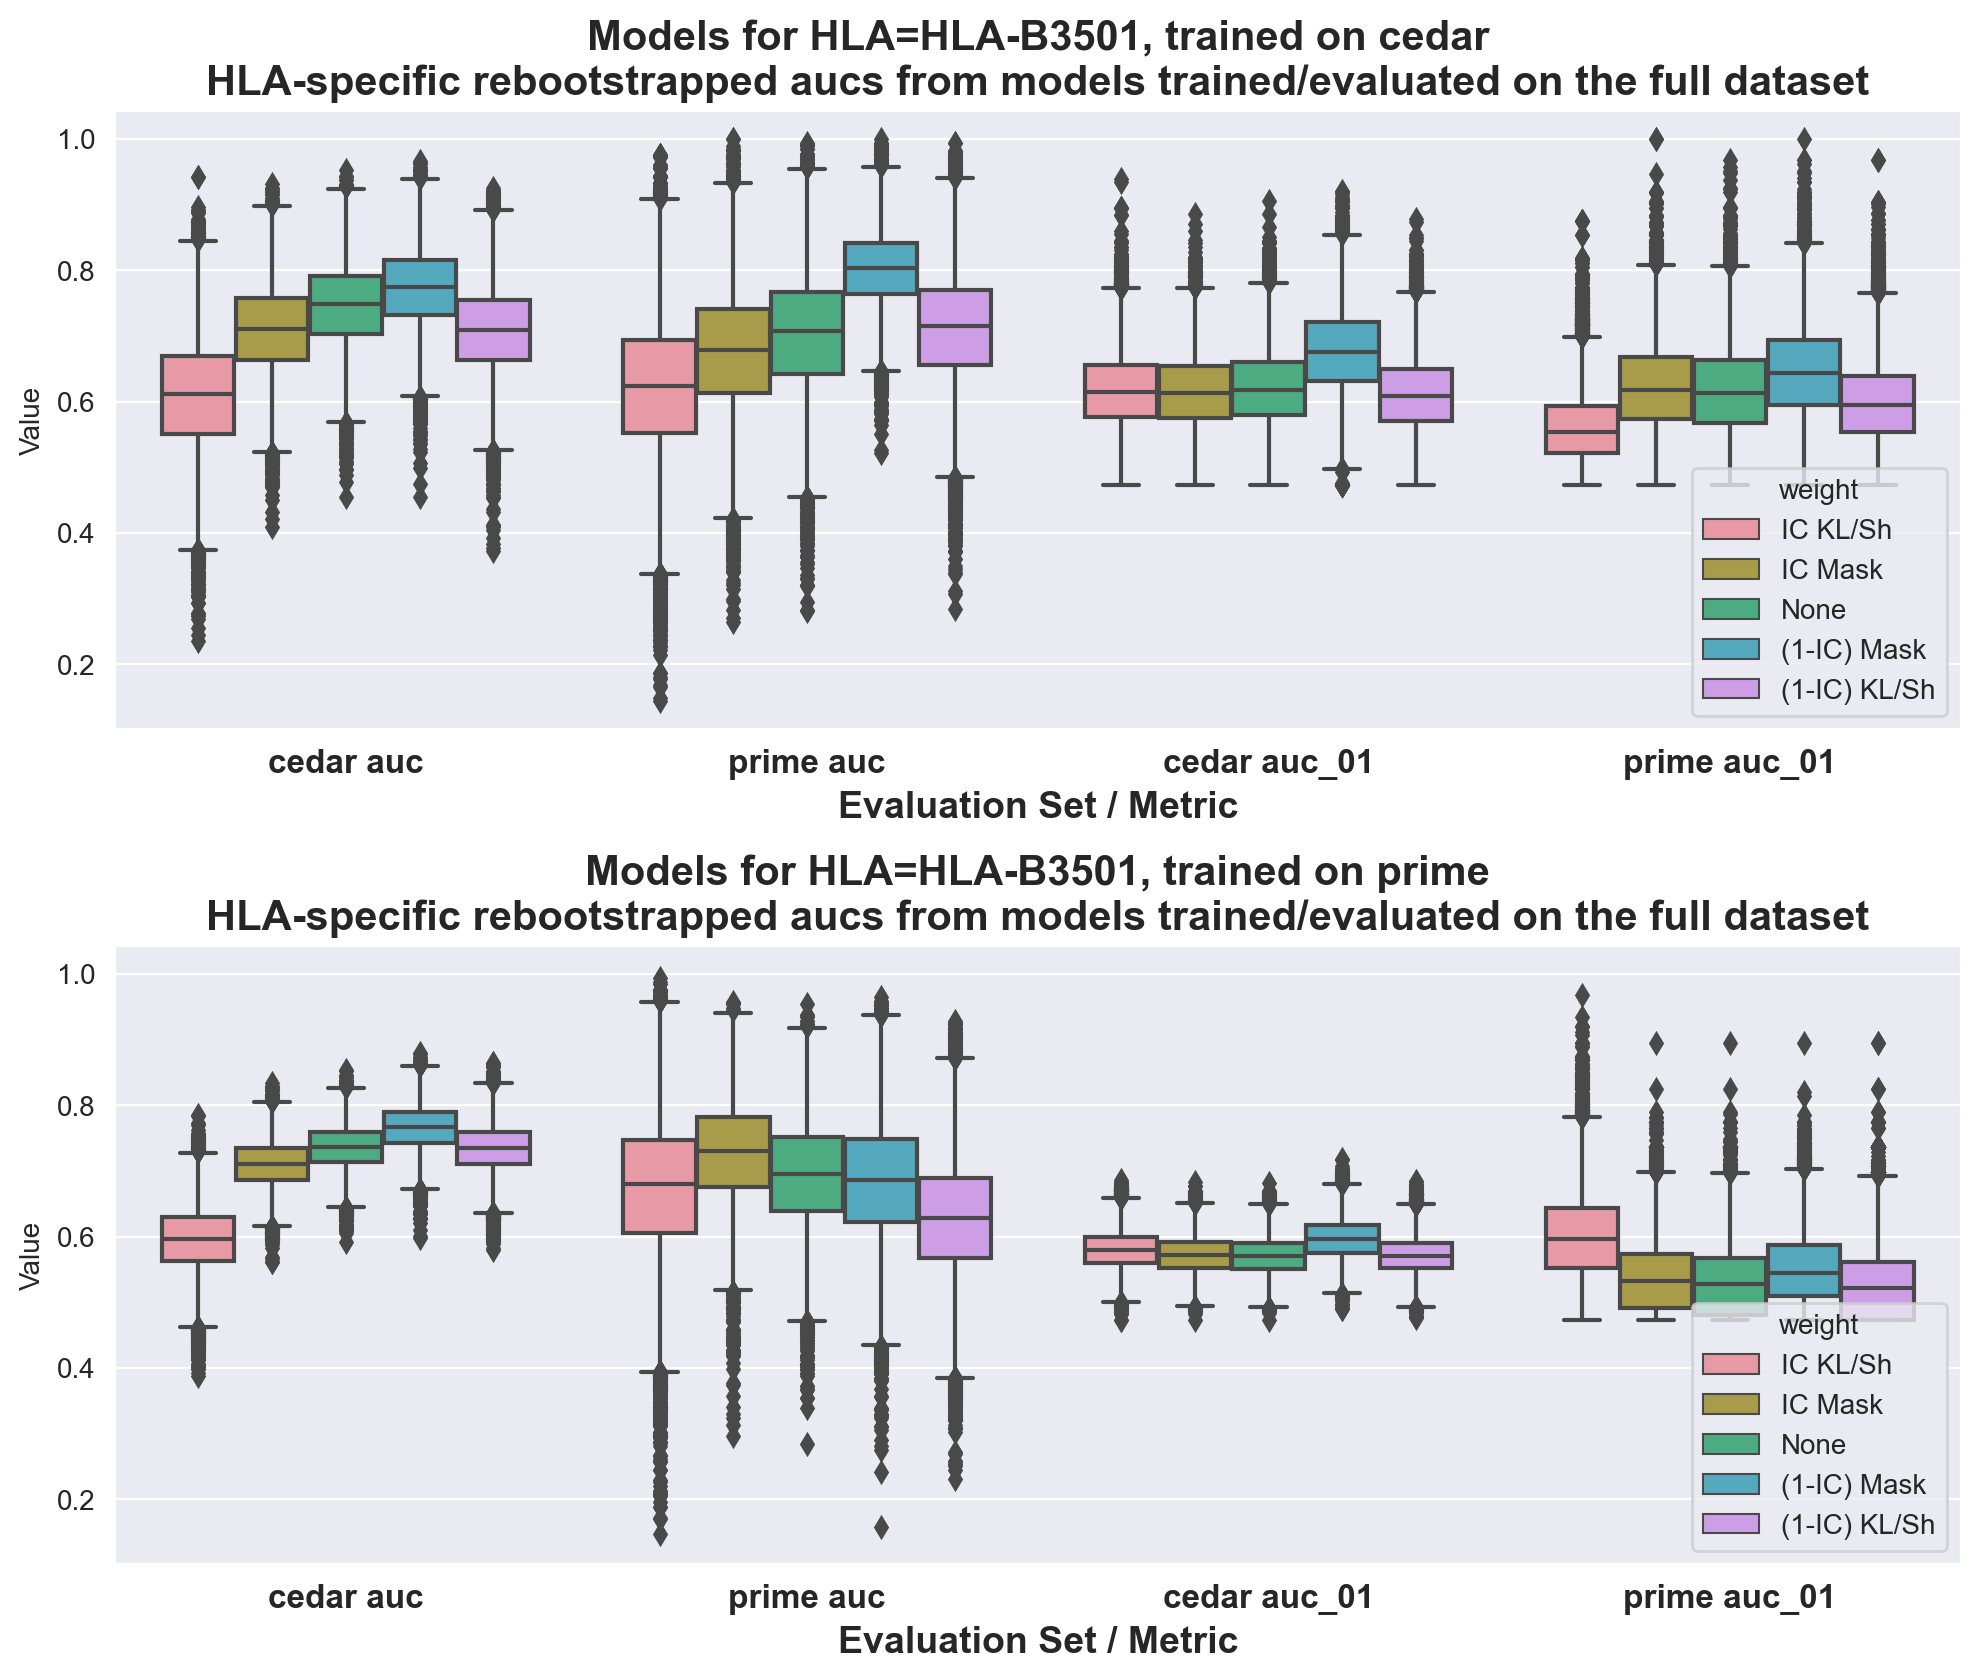 Models for HLA=HLA-B3501, trained on cedar
HLA-specific rebootstrapped aucs from models trained/evaluated on the full dataset
1.0
0.8
0.6
0.4
0.2
Value
weight
IC KL/Sh
IC Mask
None
(1-IC) Mask
(1-IC) KL/Sh
cedar auc
prime auc
cedar auc_01
prime auc_01
Evaluation Set / Metric
Models for HLA=HLA-B3501, trained on prime
HLA-specific rebootstrapped aucs from models trained/evaluated on the full dataset
1.0
0.8
0.6
0.4
0.2
Value
weight
IC KL/Sh
IC Mask
None
(1-IC) Mask
(1-IC) KL/Sh
cedar auc
prime auc
cedar auc_01
prime auc_01
Evaluation Set / Metric